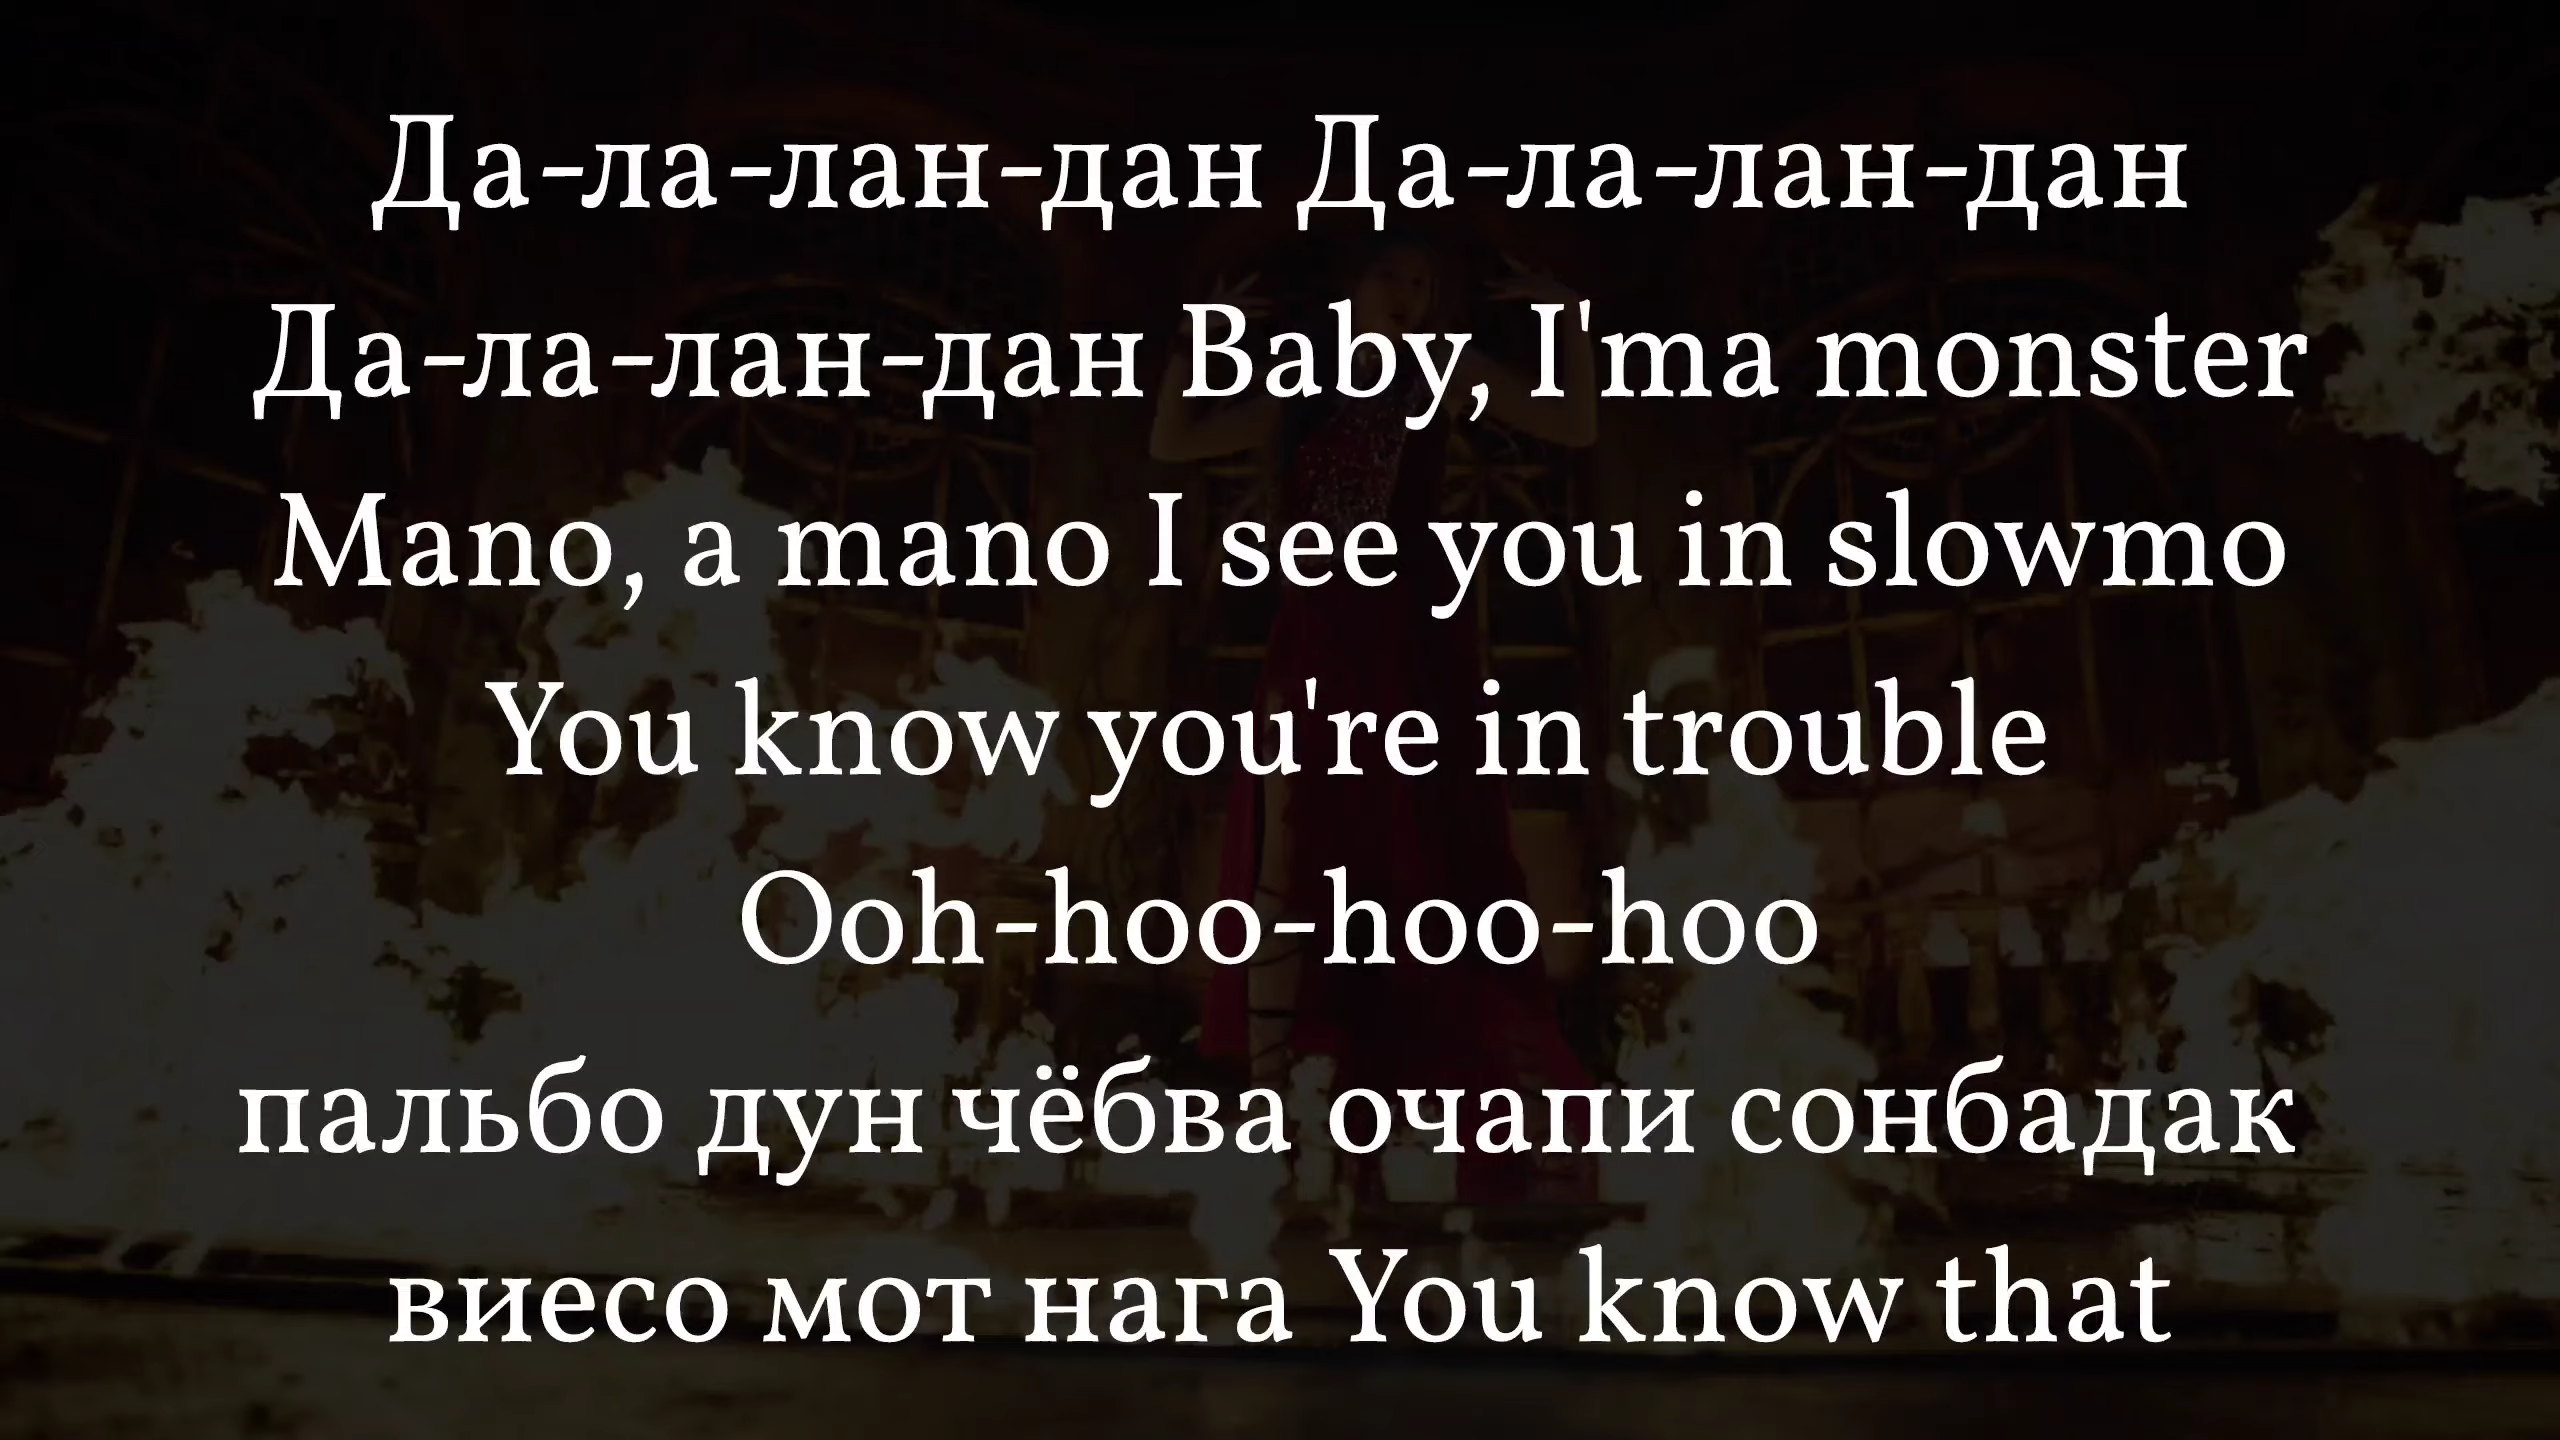 Да-ла-лан-дан Да-ла-лан-дан
Да-ла-лан-дан Baby, I'ma monster
Mano, a mano I see you in slowmo
You know you're in trouble
Ooh-hoo-hoo-hoo
пальбо дун чёбва очапи сонбадак
виесо мот нага You know that